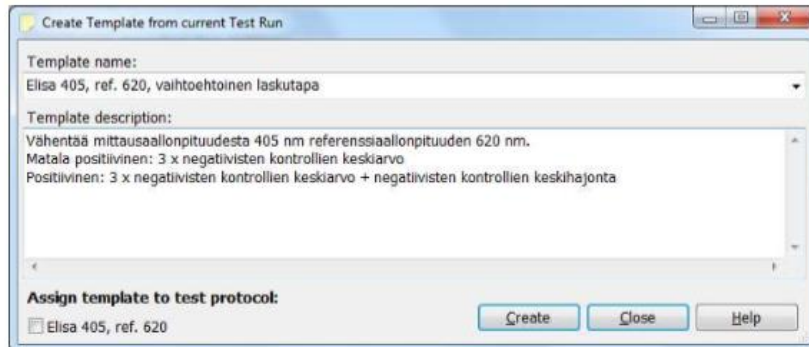 Create Template from current Test Run
Template name:
Elisa 405, ref. 620, vaihtoehtoinen laskutapa
Template description:
Vähentää mittausaallonpituudesta 405 nm referenssiaallonpituuden 620 nm.
Matala positiivinen: 3 x negatiivisten kontrollien keskiarvo
Positiivinen: 3 x negatiivisten kontrollien keskiarvo + negatiivisten kontrollien keskihajonta
Assign template to test protocol:
Elisa 405, ref. 620
Create Close Help